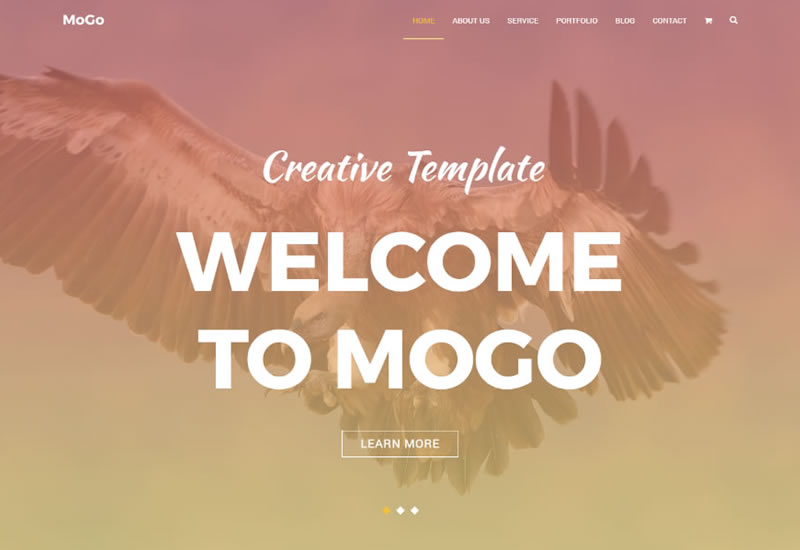 MoGo
HOME ABOUT US SERVICE PORTFOLIO BLOG CONTACT
Creative Template
WELCOME
TO MOGO
LEARN MORE